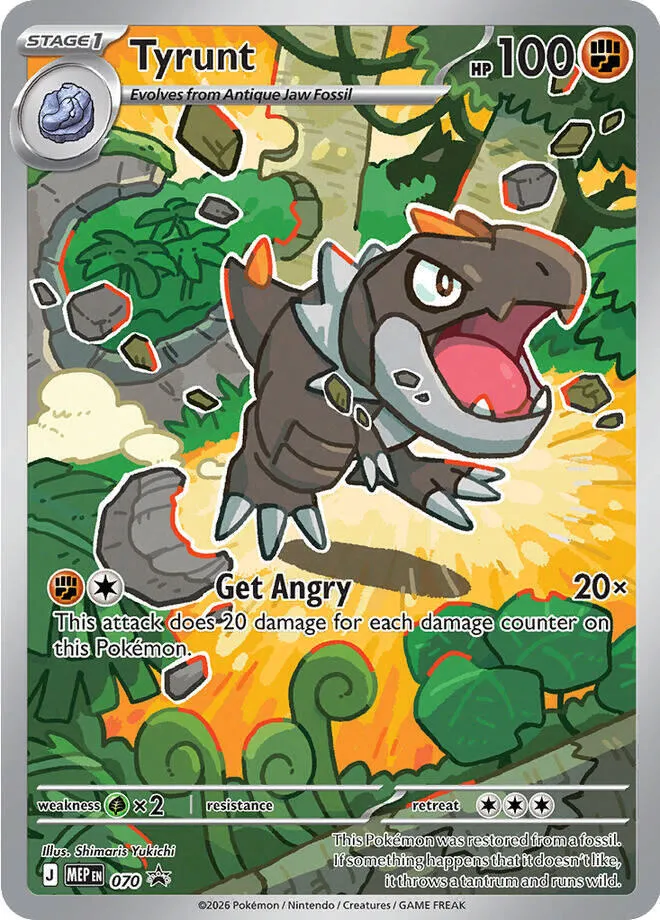 STAGE1
Tyrunt
HP 100
Evolves from Antique Jaw Fossil
Get Angry 20×
This attack does 20 damage for each damage counter on
this Pokémon.
weakness ×2 resistance retreat
Illus. Shimaris Yukichi
This Pokémon was restored from a fossil.
If something happens that it doesn't like,
it throws a tantrum and runs wild.
J MEP EN 070
©2026 Pokémon / Nintendo / Creatures / GAME FREAK